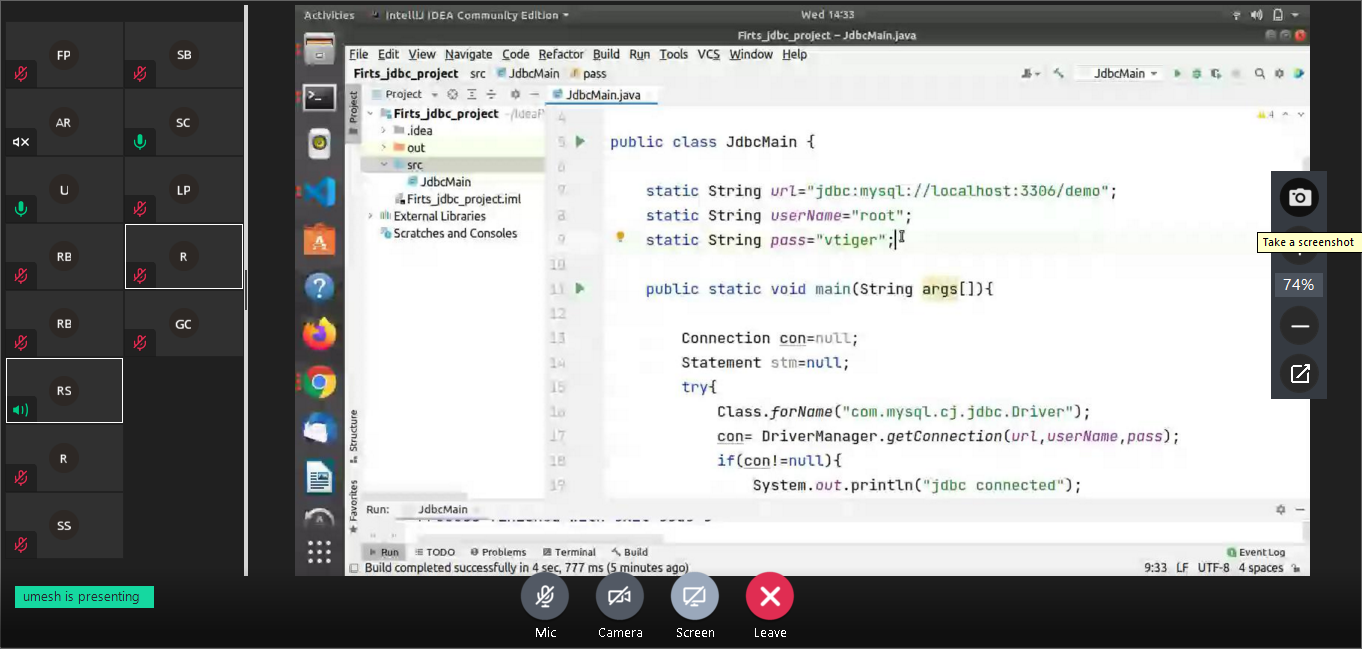 FP
SB
AR
SC
U
LP
RB
R
RB
GC
RS
R
SS
umesh is presenting
Activities
IntelliJ IDEA Community Edition
Wed 14:33
Firts_jdbc_project – JdbcMain.java
File Edit View Navigate Code Refactor Build Run Tools VCS Window Help
Firts_jdbc_project src JdbcMain pass
JdbcMain
Project
Project
JdbcMain.java
Firts_jdbc_project
.idea
out
src
JdbcMain
Firts_jdbc_project.iml
External Libraries
Scratches and Consoles
4
4
5 public class JdbcMain {
6
7 static String url="jdbc:mysql://localhost:3306/demo";
8 static String userName="root";
9 static String pass="vtiger";
10
11 public static void main(String args[]){
12
13 Connection con=null;
14 Statement stm=null;
15 try{
16 Class.forName("com.mysql.cj.jdbc.Driver");
17 con= DriverManager.getConnection(url,userName,pass);
18 if(con!=null){
19 System.out.println("jdbc connected");
Structure
Favorites
Run: JdbcMain
Run TODO Problems Terminal Build
Event Log
Build completed successfully in 4 sec, 777 ms (5 minutes ago)
9:33 LF UTF-8 4 spaces
Take a screenshot
74%
Mic
Camera
Screen
Leave